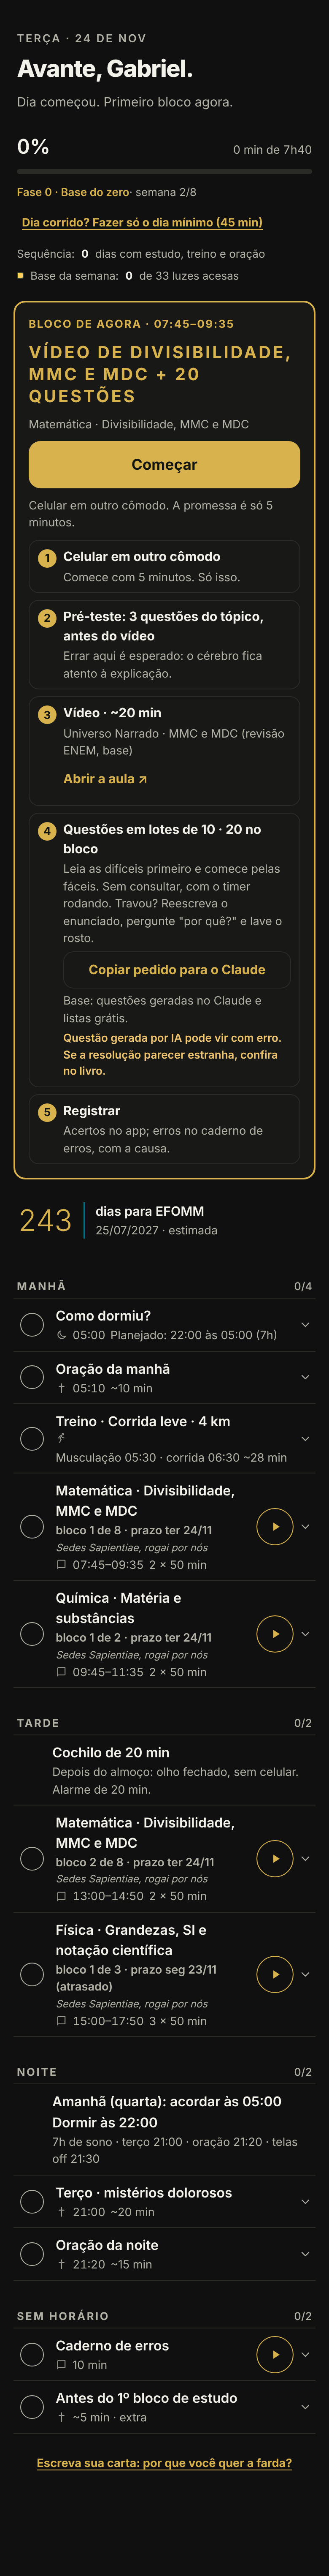 TERÇA · 24 DE NOV
Avante, Gabriel.
Dia começou. Primeiro bloco agora.
0%
0 min de 7h40
Fase 0 · Base do zero· semana 2/8
Dia corrido? Fazer só o dia mínimo (45 min)
Sequência: 0 dias com estudo, treino e oração
Base da semana: 0 de 33 luzes acesas
BLOCO DE AGORA · 07:45–09:35
VÍDEO DE DIVISIBILIDADE,
MMC E MDC + 20
QUESTÕES
Matemática · Divisibilidade, MMC e MDC
Começar
Celular em outro cômodo. A promessa é só 5
minutos.
1 Celular em outro cômodo
Comece com 5 minutos. Só isso.
2 Pré-teste: 3 questões do tópico,
antes do vídeo
Errar aqui é esperado: o cérebro fica
atento à explicação.
3 Vídeo · ~20 min
Universo Narrado · MMC e MDC (revisão
ENEM, base)
Abrir a aula ↗
4 Questões em lotes de 10 · 20 no
bloco
Leia as difíceis primeiro e comece pelas
fáceis. Sem consultar, com o timer
rodando. Travou? Reescreva o
enunciado, pergunte "por quê?" e lave o
rosto.
Copiar pedido para o Claude
Base: questões geradas no Claude e
listas grátis.
Questão gerada por IA pode vir com erro.
Se a resolução parecer estranha, confira
no livro.
5 Registrar
Acertos no app; erros no caderno de
erros, com a causa.
243
dias para EFOMM
25/07/2027 · estimada
MANHÃ 0/4
Como dormiu?
05:00 Planejado: 22:00 às 05:00 (7h)
Oração da manhã
05:10 ~10 min
Treino · Corrida leve · 4 km
Musculação 05:30 · corrida 06:30 ~28 min
Matemática · Divisibilidade,
MMC e MDC
bloco 1 de 8 · prazo ter 24/11
Sedes Sapientiae, rogai por nós
07:45–09:35 2 × 50 min
Química · Matéria e
substâncias
bloco 1 de 2 · prazo ter 24/11
Sedes Sapientiae, rogai por nós
09:45–11:35 2 × 50 min
TARDE 0/2
Cochilo de 20 min
Depois do almoço: olho fechado, sem celular.
Alarme de 20 min.
Matemática · Divisibilidade,
MMC e MDC
bloco 2 de 8 · prazo ter 24/11
Sedes Sapientiae, rogai por nós
13:00–14:50 2 × 50 min
Física · Grandezas, SI e
notação científica
bloco 1 de 3 · prazo seg 23/11
(atrasado)
Sedes Sapientiae, rogai por nós
15:00–17:50 3 × 50 min
NOITE 0/2
Amanhã (quarta): acordar às 05:00
Dormir às 22:00
7h de sono · terço 21:00 · oração 21:20 · telas
off 21:30
Terço · mistérios dolorosos
21:00 ~20 min
Oração da noite
21:20 ~15 min
SEM HORÁRIO 0/2
Caderno de erros
10 min
Antes do 1º bloco de estudo
~5 min · extra
Escreva sua carta: por que você quer a farda?